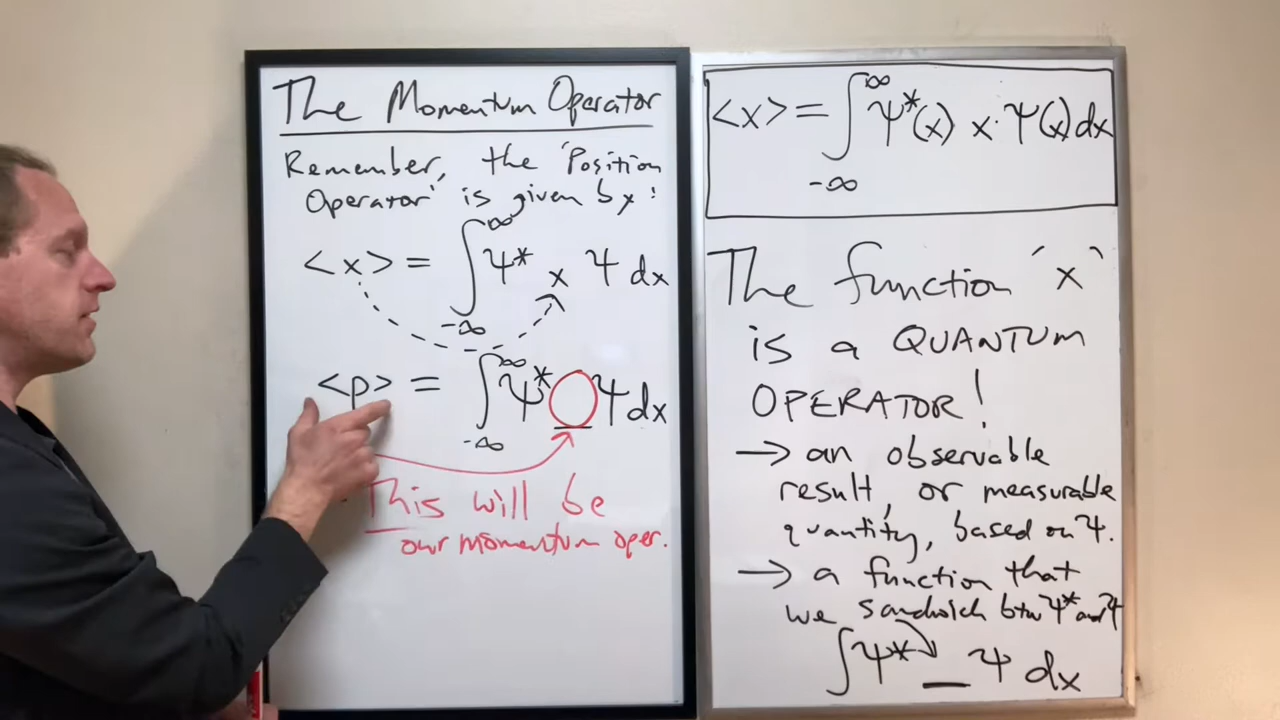 The Momentum Operator
Remember, the 'Position
Operator' is given by:
<x> = ∫_{-∞}^{∞} Ψ* x Ψ dx
<p> = ∫_{-∞}^{∞} Ψ* __ Ψ dx
This will be
our momentum oper.
<x> = ∫_{-∞}^{∞} Ψ*(x) x · Ψ(x) dx
The function 'x'
is a QUANTUM
OPERATOR!
→ an observable
result, or measurable
quantity, based on Ψ.
→ a function that
we sandwich btw Ψ* and Ψ
∫Ψ* __ Ψ dx